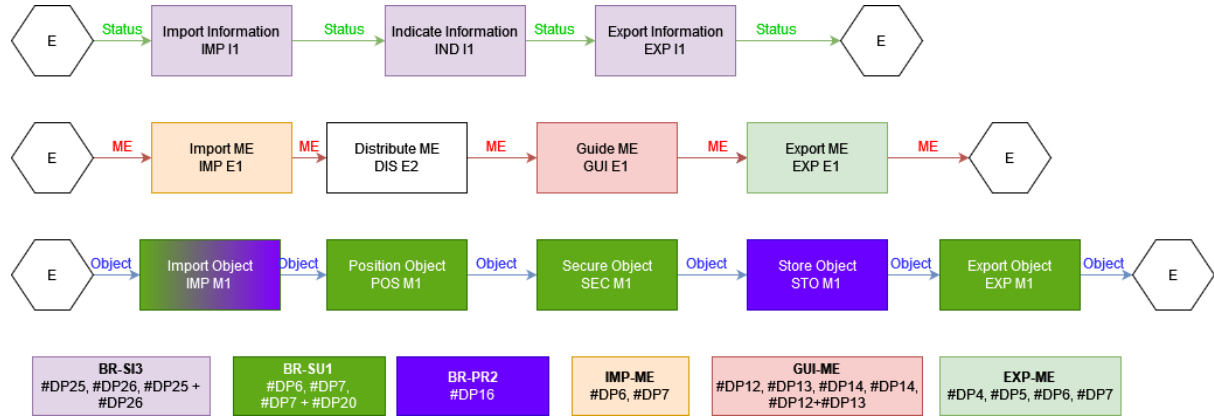 E
Status
Import Information
IMP I1
Status
Indicate Information
IND I1
Status
Export Information
EXP I1
Status
E
E
ME
Import ME
IMP E1
ME
Distribute ME
DIS E2
ME
Guide ME
GUI E1
ME
Export ME
EXP E1
ME
E
E
Object
Import Object
IMP M1
Object
Position Object
POS M1
Object
Secure Object
SEC M1
Object
Store Object
STO M1
Object
Export Object
EXP M1
Object
E
BR-SI3
#DP25, #DP26, #DP25 +
#DP26
BR-SU1
#DP6, #DP7,
#DP7 + #DP20
BR-PR2
#DP16
IMP-ME
#DP6, #DP7
GUI-ME
#DP12, #DP13, #DP14, #DP14,
#DP12+#DP13
EXP-ME
#DP4, #DP5, #DP6, #DP7